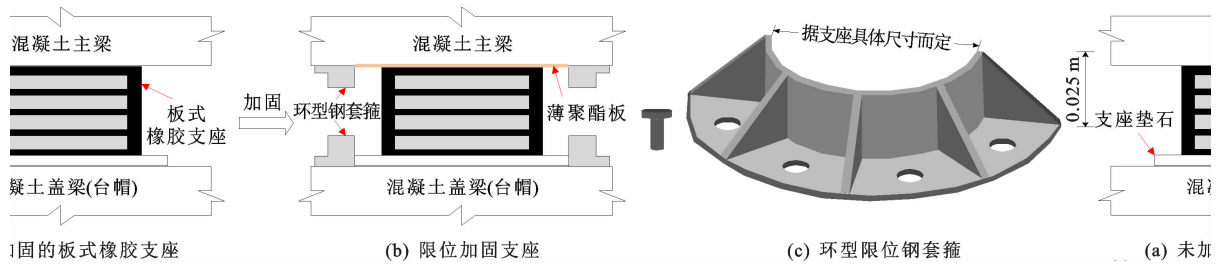 混凝土主梁
板式
橡胶支座
凝土盖梁(台帽)
加固的板式橡胶支座
加固
混凝土主梁
环型钢套箍
薄聚酯板
混凝土盖梁(台帽)
(b) 限位加固支座
据支座具体尺寸而定
0.025 m
(c) 环型限位钢套箍
支座垫石
混凝
(a) 未加